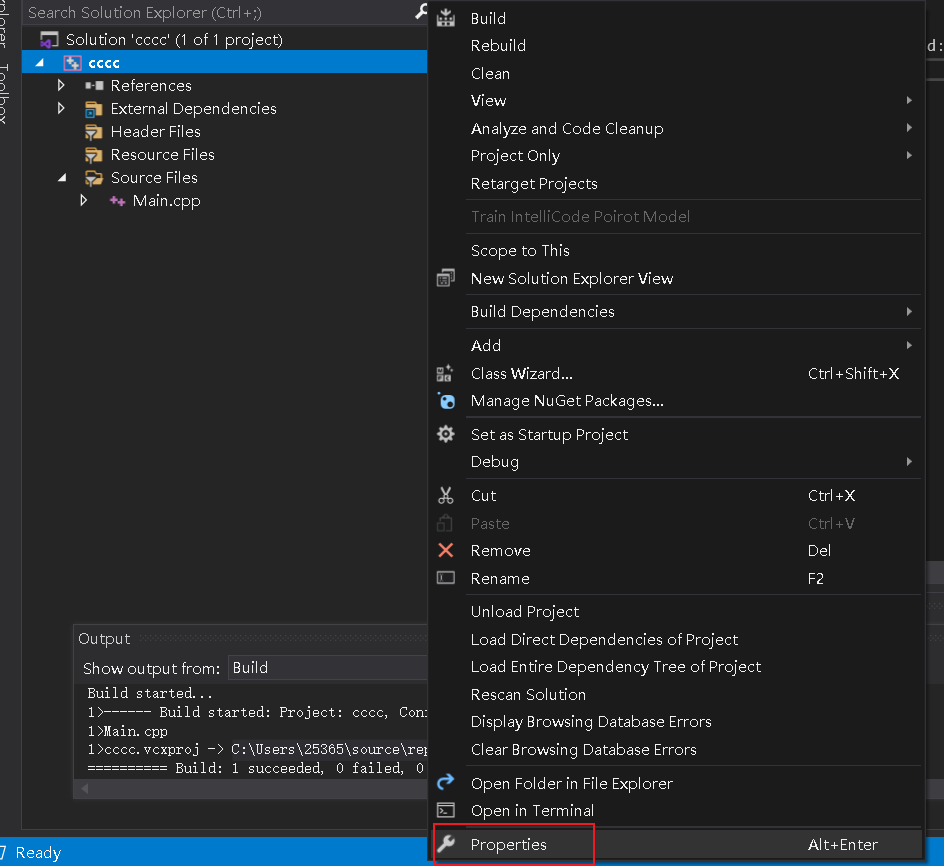 Search Solution Explorer (Ctrl+;)
Solution 'cccc' (1 of 1 project)
cccc
References
External Dependencies
Header Files
Resource Files
Source Files
Main.cpp
Toolbox
Build
Rebuild
Clean
View
Analyze and Code Cleanup
Project Only
Retarget Projects
Train IntelliCode Poirot Model
Scope to This
New Solution Explorer View
Build Dependencies
Add
Class Wizard... Ctrl+Shift+X
Manage NuGet Packages...
Set as Startup Project
Debug
Cut Ctrl+X
Paste Ctrl+V
Remove Del
Rename F2
Unload Project
Load Direct Dependencies of Project
Load Entire Dependency Tree of Project
Rescan Solution
Display Browsing Database Errors
Clear Browsing Database Errors
Open Folder in File Explorer
Open in Terminal
Properties Alt+Enter
d:
Output
Show output from: Build
Build started...
1>------ Build started: Project: cccc,
1>Main.cpp
1>cccc.vcxproj -> C:\Users\25365\source\rep
========== Build: 1 succeeded, 0 failed, 0
Ready